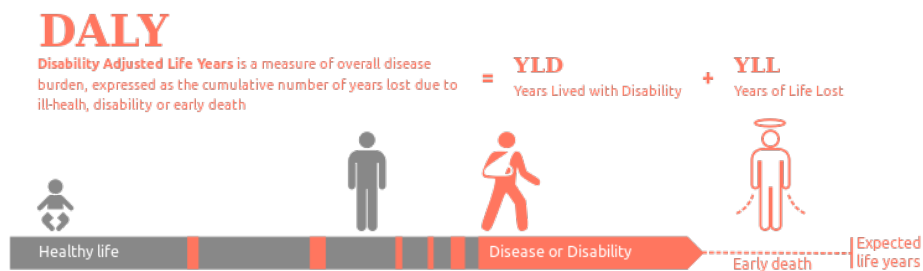 DALY
Disability Adjusted Life Years is a measure of overall disease
burden, expressed as the cumulative number of years lost due to
ill-healh, disability or early death
= YLD + YLL
Years Lived with Disability
Years of Life Lost
Healthy life
Disease or Disability
Early death
Expected
life years